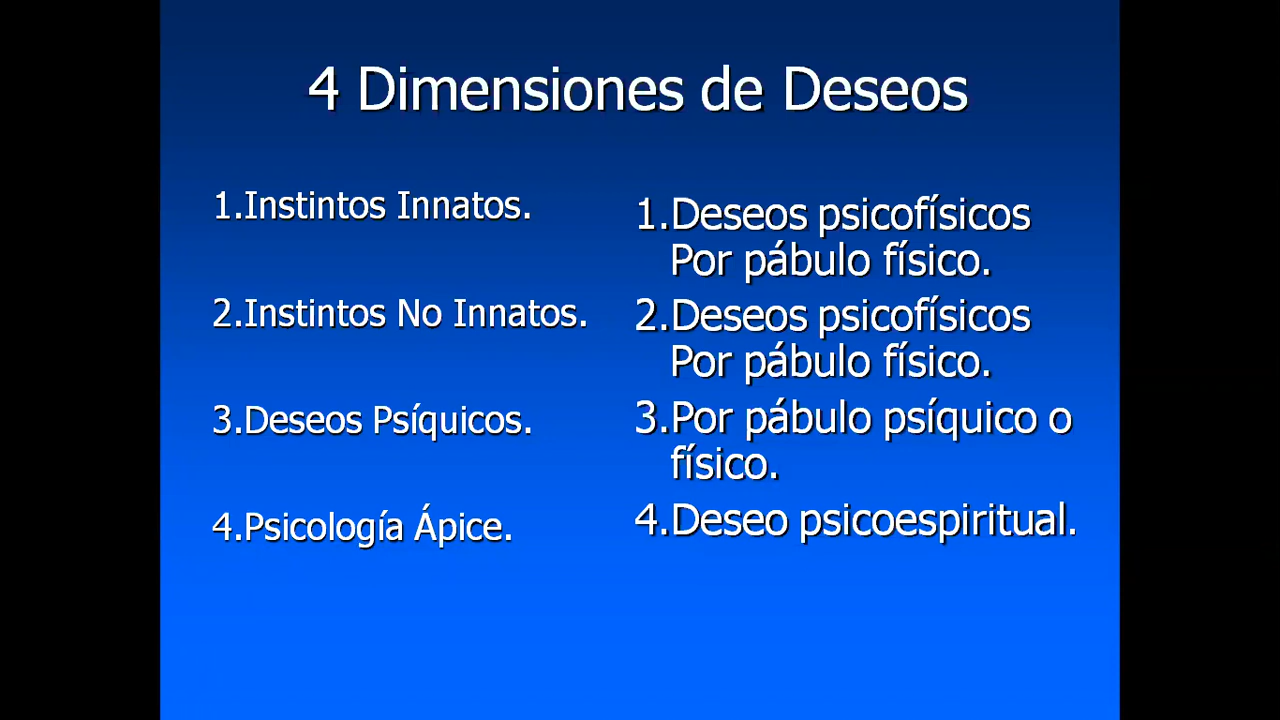 4 Dimensiones de Deseos
1.Instintos Innatos.
2.Instintos No Innatos.
3.Deseos Psíquicos.
4.Psicología Ápice.
1.Deseos psicofísicos
Por pábulo físico.
2.Deseos psicofísicos
Por pábulo físico.
3.Por pábulo psíquico o
físico.
4.Deseo psicoespiritual.